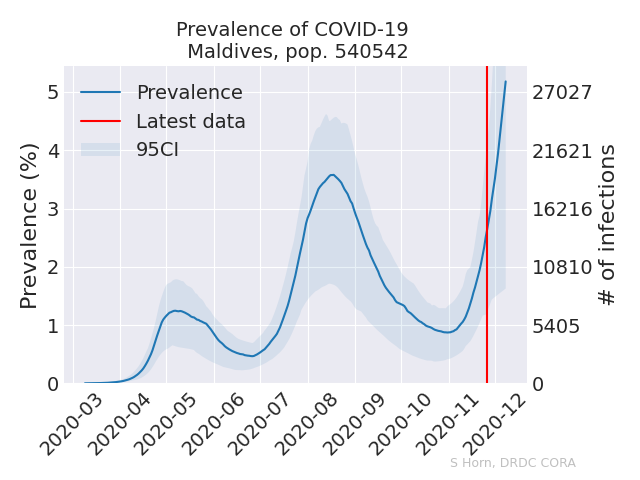 Prevalence of COVID-19
Maldives, pop. 540542
Prevalence
Latest data
95CI
Prevalence (%)
5
4
3
2
1
0
27027
21621
16216
10810
5405
0
# of infections
2020-03
2020-04
2020-05
2020-06
2020-07
2020-08
2020-09
2020-10
2020-11
2020-12
S Horn, DRDC CORA